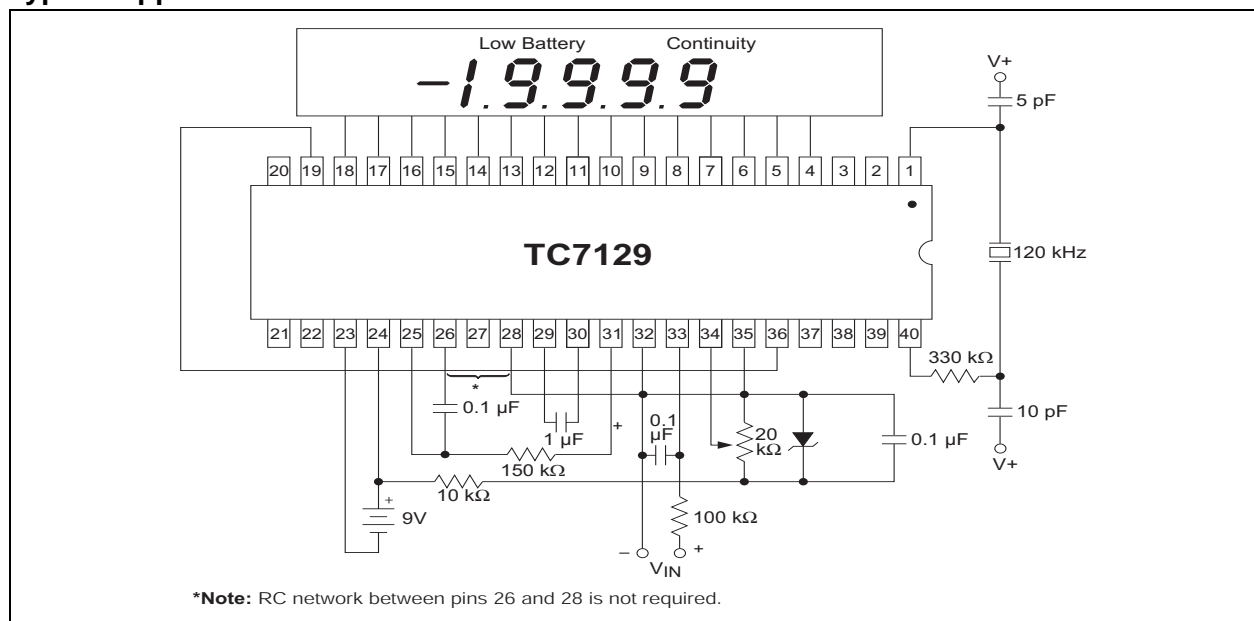 Low Battery Continuity
-1.9.9.9.9
V+
5 pF
20 19 18 17 16 15 14 13 12 11 10 9 8 7 6 5 4 3 2 1
TC7129
120 kHz
21 22 23 24 25 26 27 28 29 30 31 32 33 34 35 36 37 38 39 40
330 kΩ
*
0.1 µF
1 µF
+
0.1
µF
20
kΩ
0.1 µF
10 pF
V+
150 kΩ
10 kΩ
+
9V
100 kΩ
– +
VIN
*Note: RC network between pins 26 and 28 is not required.